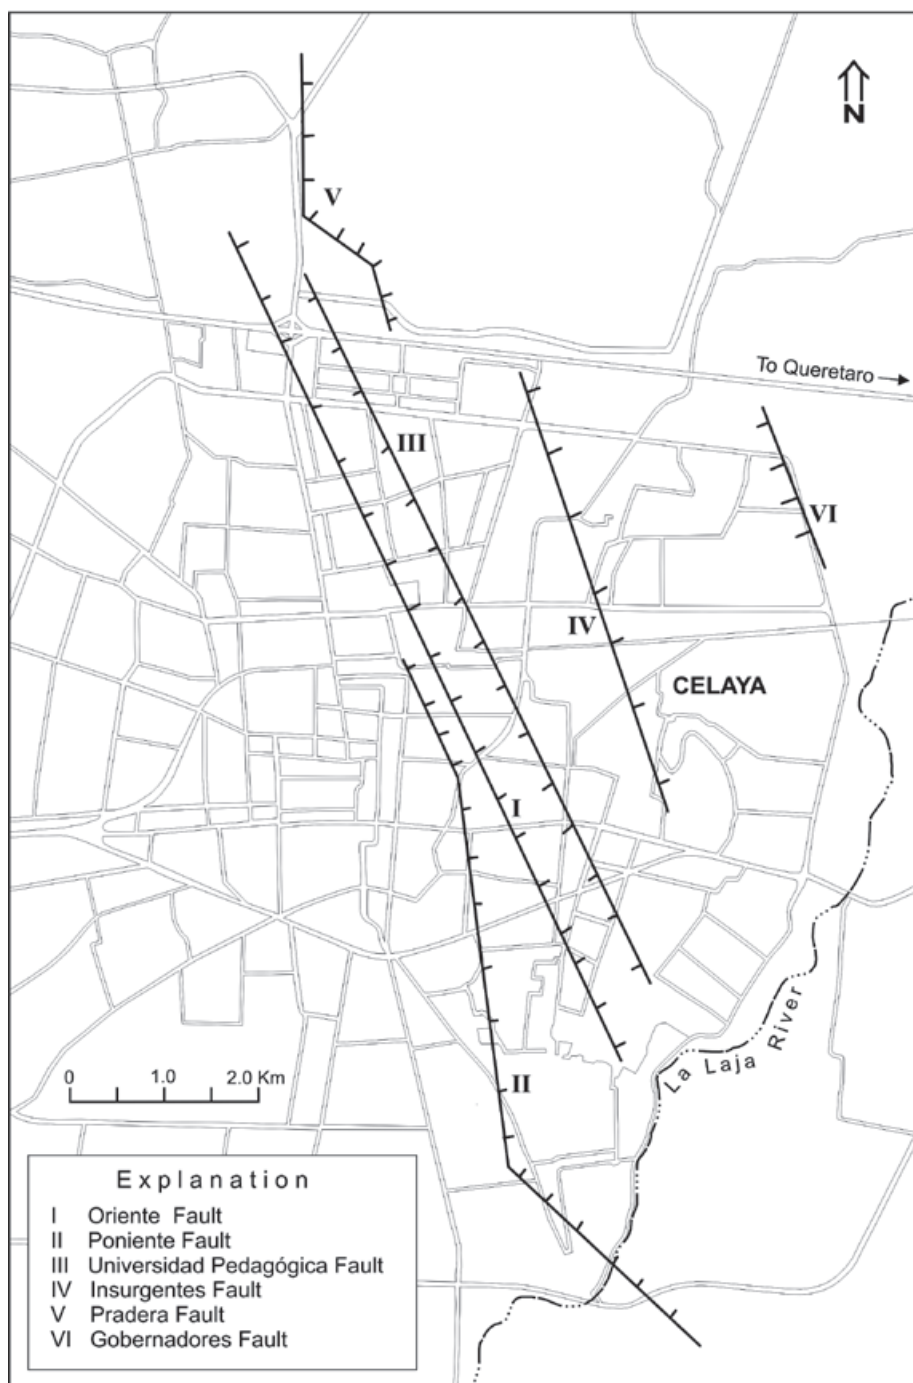 N
V
To Queretaro
III
VI
IV
CELAYA
I
La Laja River
0 1.0 2.0 Km
II
Explanation
I Oriente Fault
II Poniente Fault
III Universidad Pedagógica Fault
IV Insurgentes Fault
V Pradera Fault
VI Gobernadores Fault